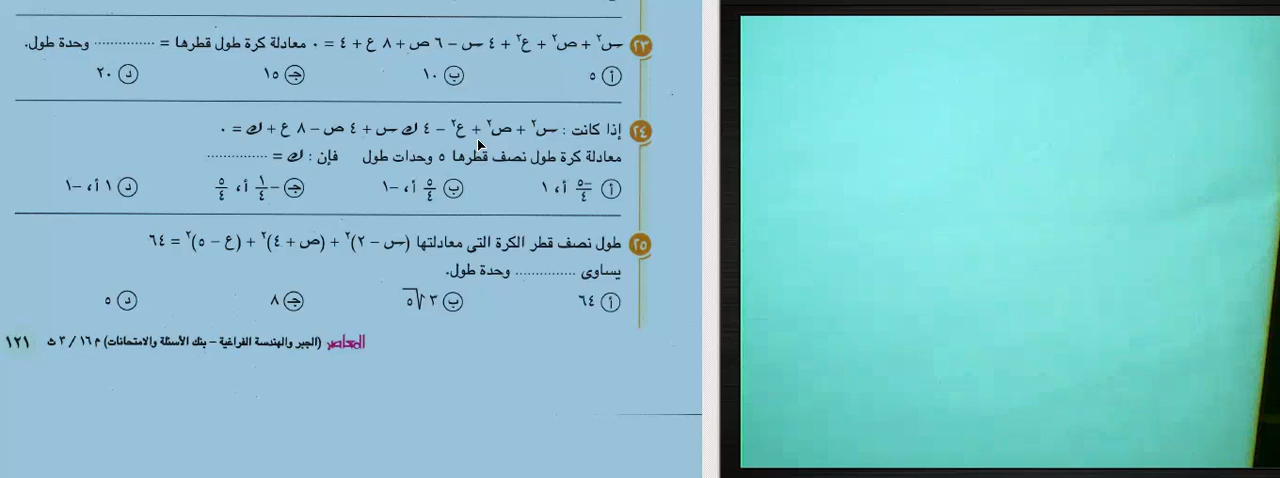 ٢٣ س٢ + ص٢ + ع٢ + ٤ س – ٦ ص + ٨ ع + ٤ = ٠ معادلة كرة طول قطرها = ............... وحدة طول.
أ ٥ ب ١٠ جـ ١٥ د ٢٠
٢٤ إذا كانت : س٢ + ص٢ + ع٢ – ٤ ك س + ٤ ص – ٨ ع + ك = ٠
معادلة كرة طول نصف قطرها ٥ وحدات طول فإن : ك = ...............
أ –٥/٤ أ، ١ ب ٥/٤ أ، –١ جـ –١/٤ أ، ٥/٤ د ١ أ، –١
٢٥ طول نصف قطر الكرة التى معادلتها (س – ٢)٢ + (ص + ٤)٢ + (ع – ٥)٢ = ٦٤
يساوى ............... وحدة طول.
أ ٦٤ ب ٣√٥ جـ ٨ د ٥
المعاصر (الجبر والهندسة الفراغية – بنك الأسئلة والامتحانات) م ١٦ / ٣ ث ١٢١